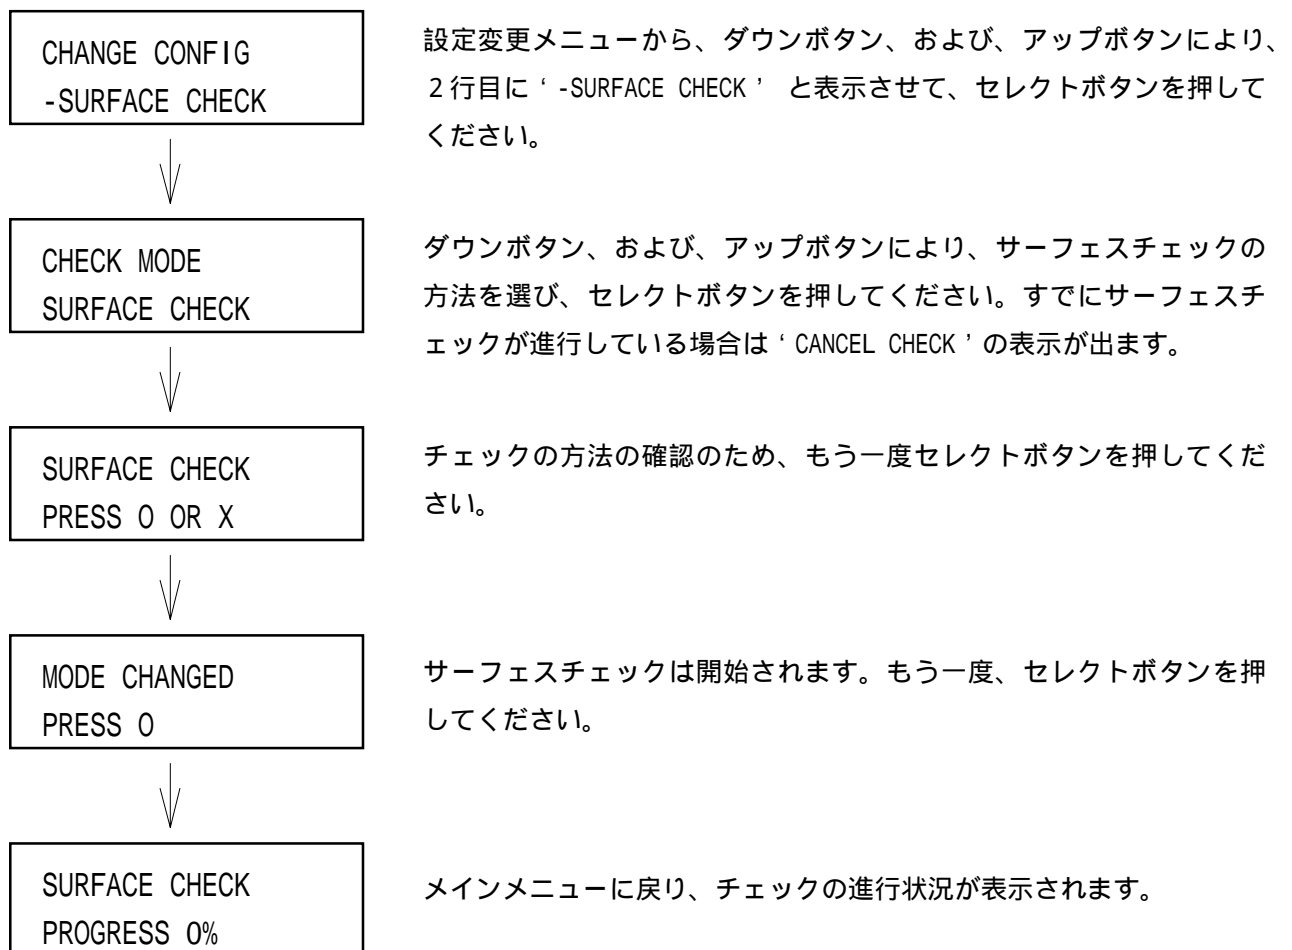 CHANGE CONFIG
-SURFACE CHECK
設定変更メニューから、ダウンボタン、および、アップボタンにより、
２行目に‘-SURFACE CHECK’ と表示させて、セレクトボタンを押して
ください。
CHECK MODE
SURFACE CHECK
ダウンボタン、および、アップボタンにより、サーフェスチェックの
方法を選び、セレクトボタンを押してください。すでにサーフェスチ
ェックが進行している場合は‘CANCEL CHECK’の表示が出ます。
SURFACE CHECK
PRESS O OR X
チェックの方法の確認のため、もう一度セレクトボタンを押してくだ
さい。
MODE CHANGED
PRESS O
サーフェスチェックは開始されます。もう一度、セレクトボタンを押
してください。
SURFACE CHECK
PROGRESS 0%
メインメニューに戻り、チェックの進行状況が表示されます。